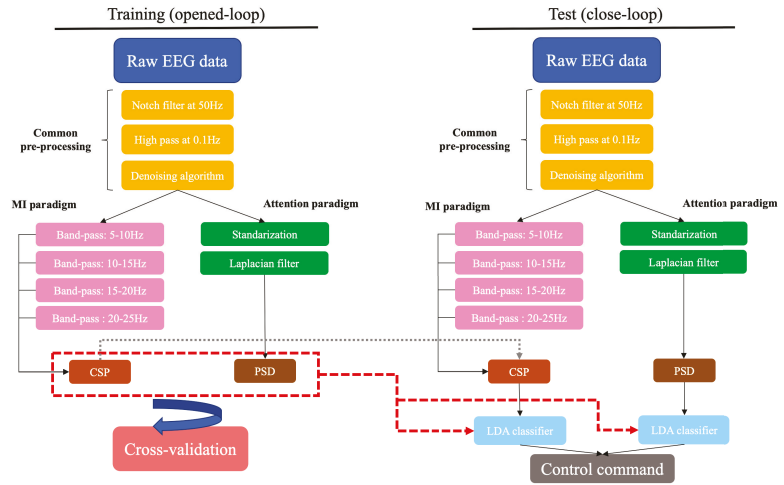 Training (opened-loop)
Raw EEG data
Notch filter at 50Hz
High pass at 0.1Hz
Denoising algorithm
Common
pre-processing
MI paradigm
Attention paradigm
Band-pass: 5-10Hz
Band-pass: 10-15Hz
Band-pass: 15-20Hz
Band-pass : 20-25Hz
Standarization
Laplacian filter
CSP
PSD
Cross-validation
Test (close-loop)
Raw EEG data
Notch filter at 50Hz
High pass at 0.1Hz
Denoising algorithm
Common
pre-processing
MI paradigm
Attention paradigm
Band-pass: 5-10Hz
Band-pass: 10-15Hz
Band-pass: 15-20Hz
Band-pass : 20-25Hz
Standarization
Laplacian filter
CSP
PSD
LDA classifier
LDA classifier
Control command